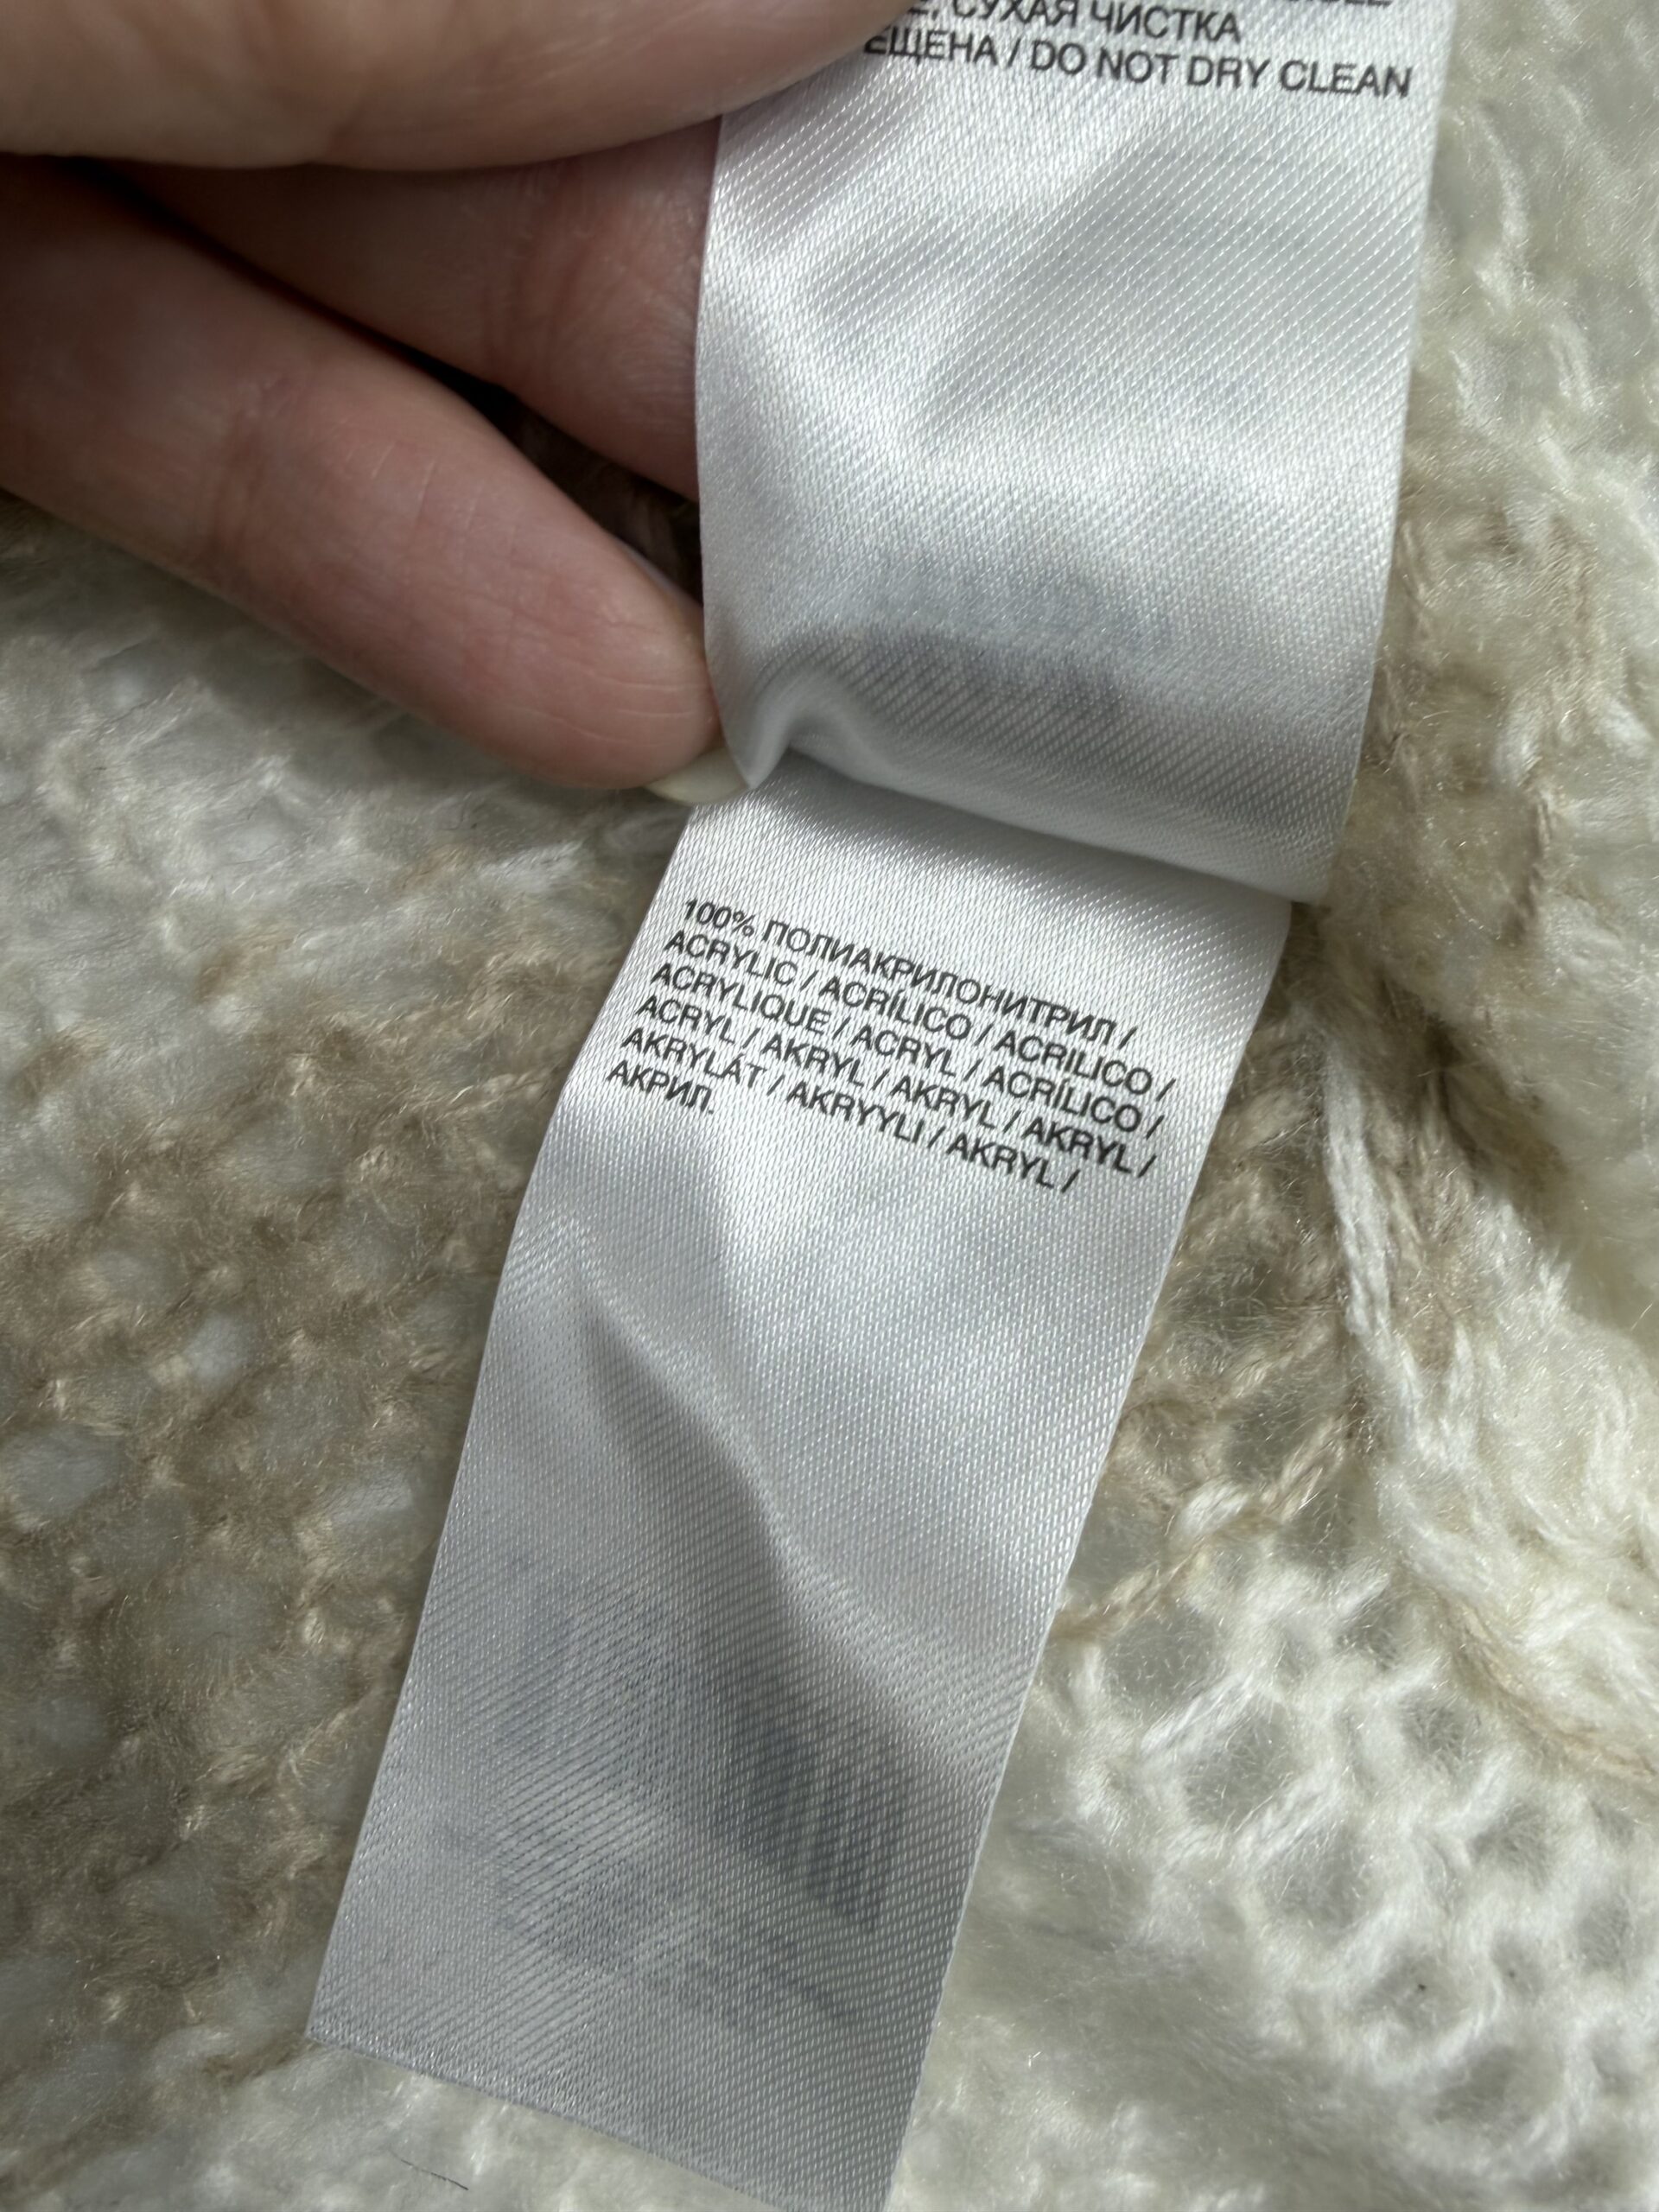 СУХАЯ ЧИСТКА
ЕЩЕНА / DO NOT DRY CLEAN
100% ПОЛИАКРИЛОНИТРИЛ /
ACRYLIC / ACRÍLICO / ACRILICO /
ACRYLIQUE / ACRYL / ACRÍLICO /
ACRYL / AKRYL / AKRYL / AKRYL /
AKRYLÁT / AKRYYLI / AKRYL /
АКРИЛ.